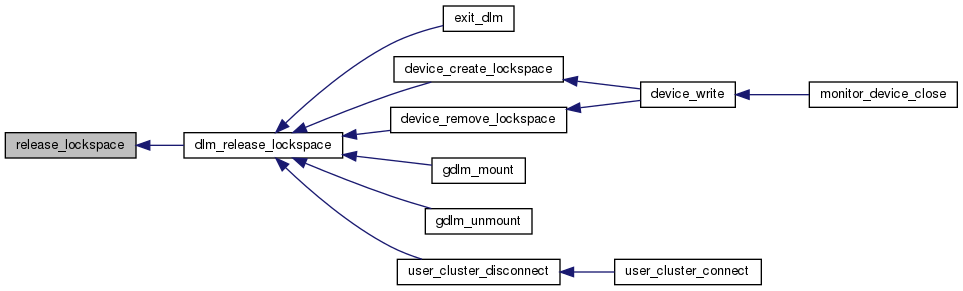 exit_dlm
device_create_lockspace
device_write
monitor_device_close
device_remove_lockspace
release_lockspace
dlm_release_lockspace
gdlm_mount
gdlm_unmount
user_cluster_disconnect
user_cluster_connect